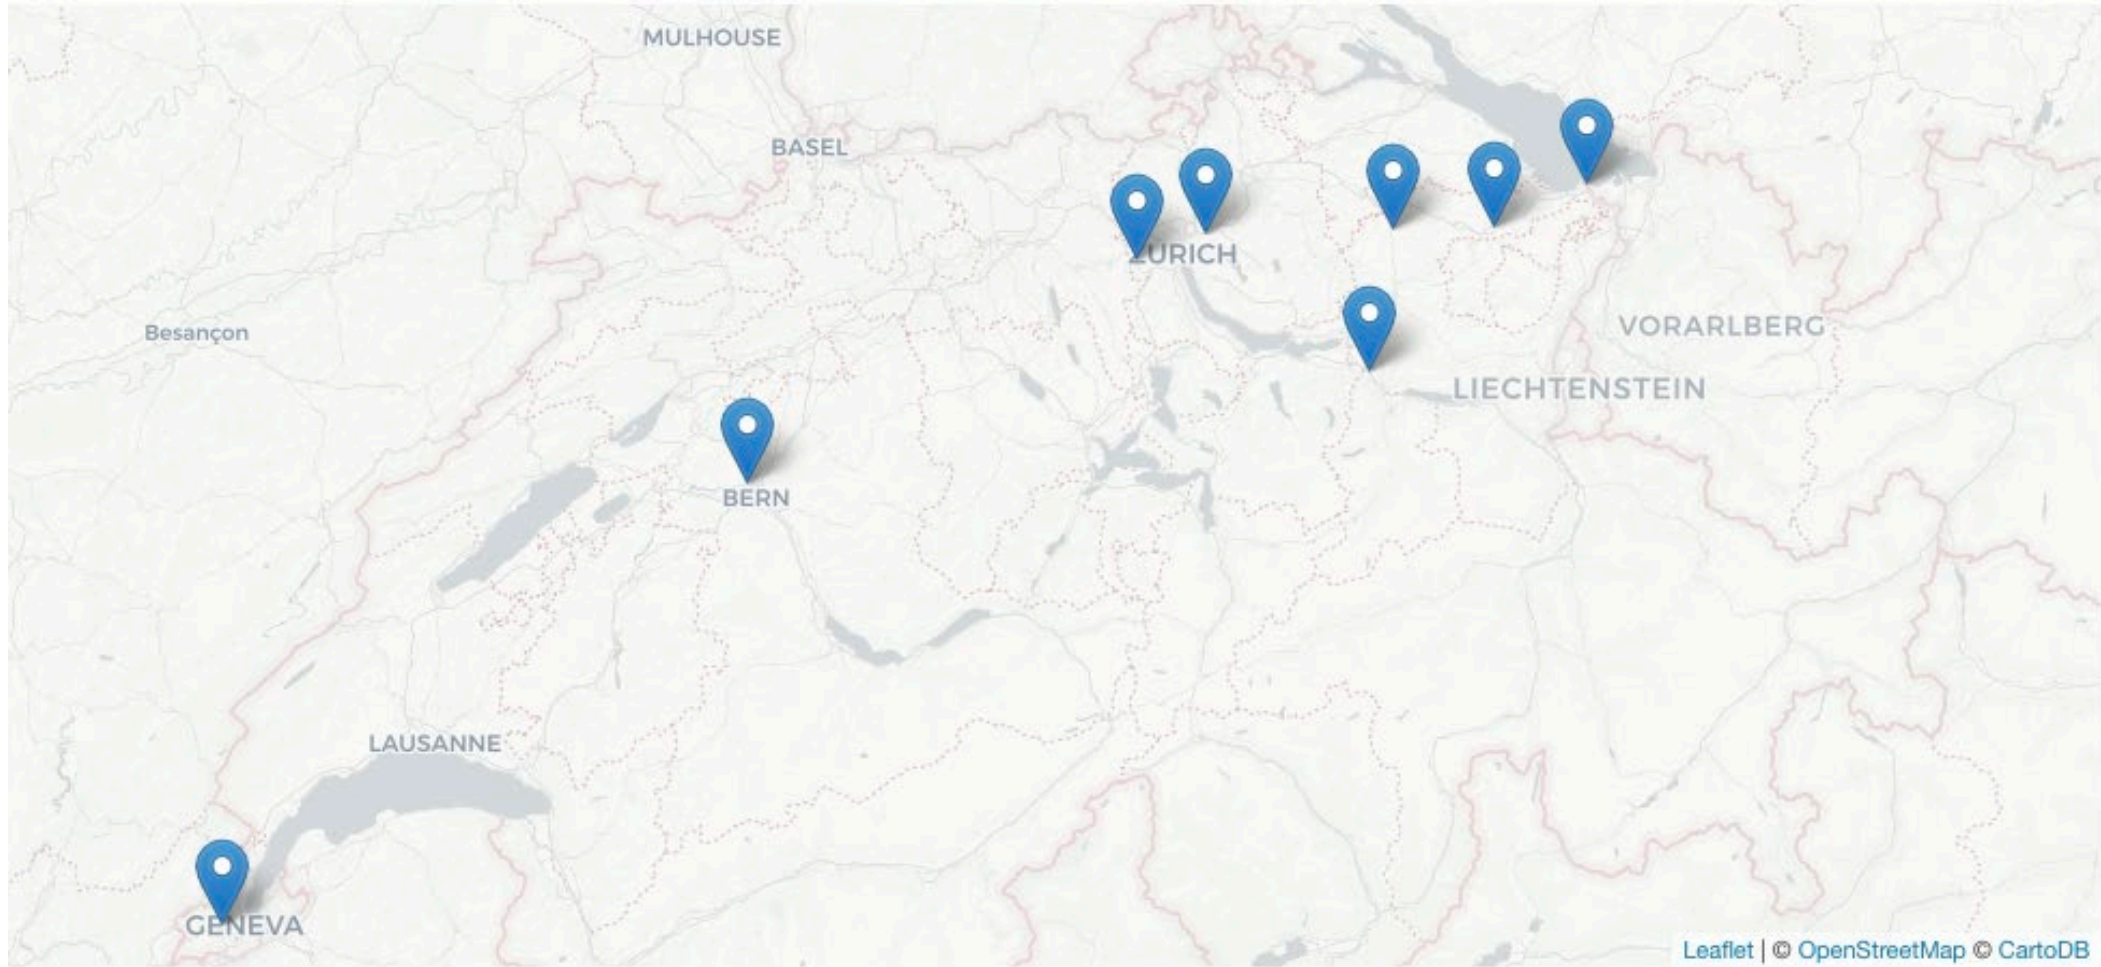 MULHOUSE
BASEL
ZURICH
Besançon
VORARLBERG
LIECHTENSTEIN
BERN
LAUSANNE
GENEVA
Leaflet | © OpenStreetMap © CartoDB